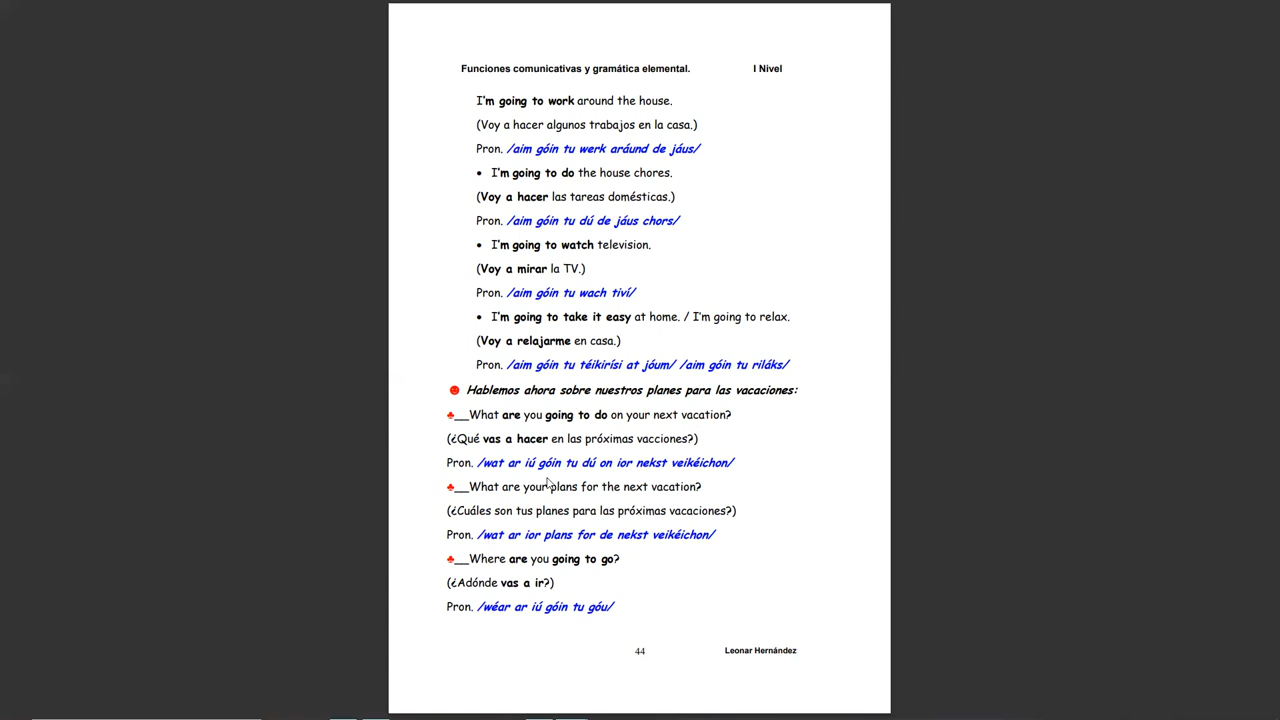 Funciones comunicativas y gramática elemental. I Nivel
I'm going to work around the house.
(Voy a hacer algunos trabajos en la casa.)
Pron. /aim góin tu werk aráund de jáus/
• I'm going to do the house chores.
(Voy a hacer las tareas domésticas.)
Pron. /aim góin tu dú de jáus chors/
• I'm going to watch television.
(Voy a mirar la TV.)
Pron. /aim góin tu wach tiví/
• I'm going to take it easy at home. / I'm going to relax.
(Voy a relajarme en casa.)
Pron. /aim góin tu téikirísi at jóum/ /aim góin tu riláks/
☻ Hablemos ahora sobre nuestros planes para las vacaciones:
♣__What are you going to do on your next vacation?
(¿Qué vas a hacer en las próximas vacciones?)
Pron. /wat ar iú góin tu dú on ior nekst veikéichon/
♣__What are your plans for the next vacation?
(¿Cuáles son tus planes para las próximas vacaciones?)
Pron. /wat ar ior plans for de nekst veikéichon/
♣__Where are you going to go?
(¿Adónde vas a ir?)
Pron. /wéar ar iú góin tu góu/
44 Leonar Hernández